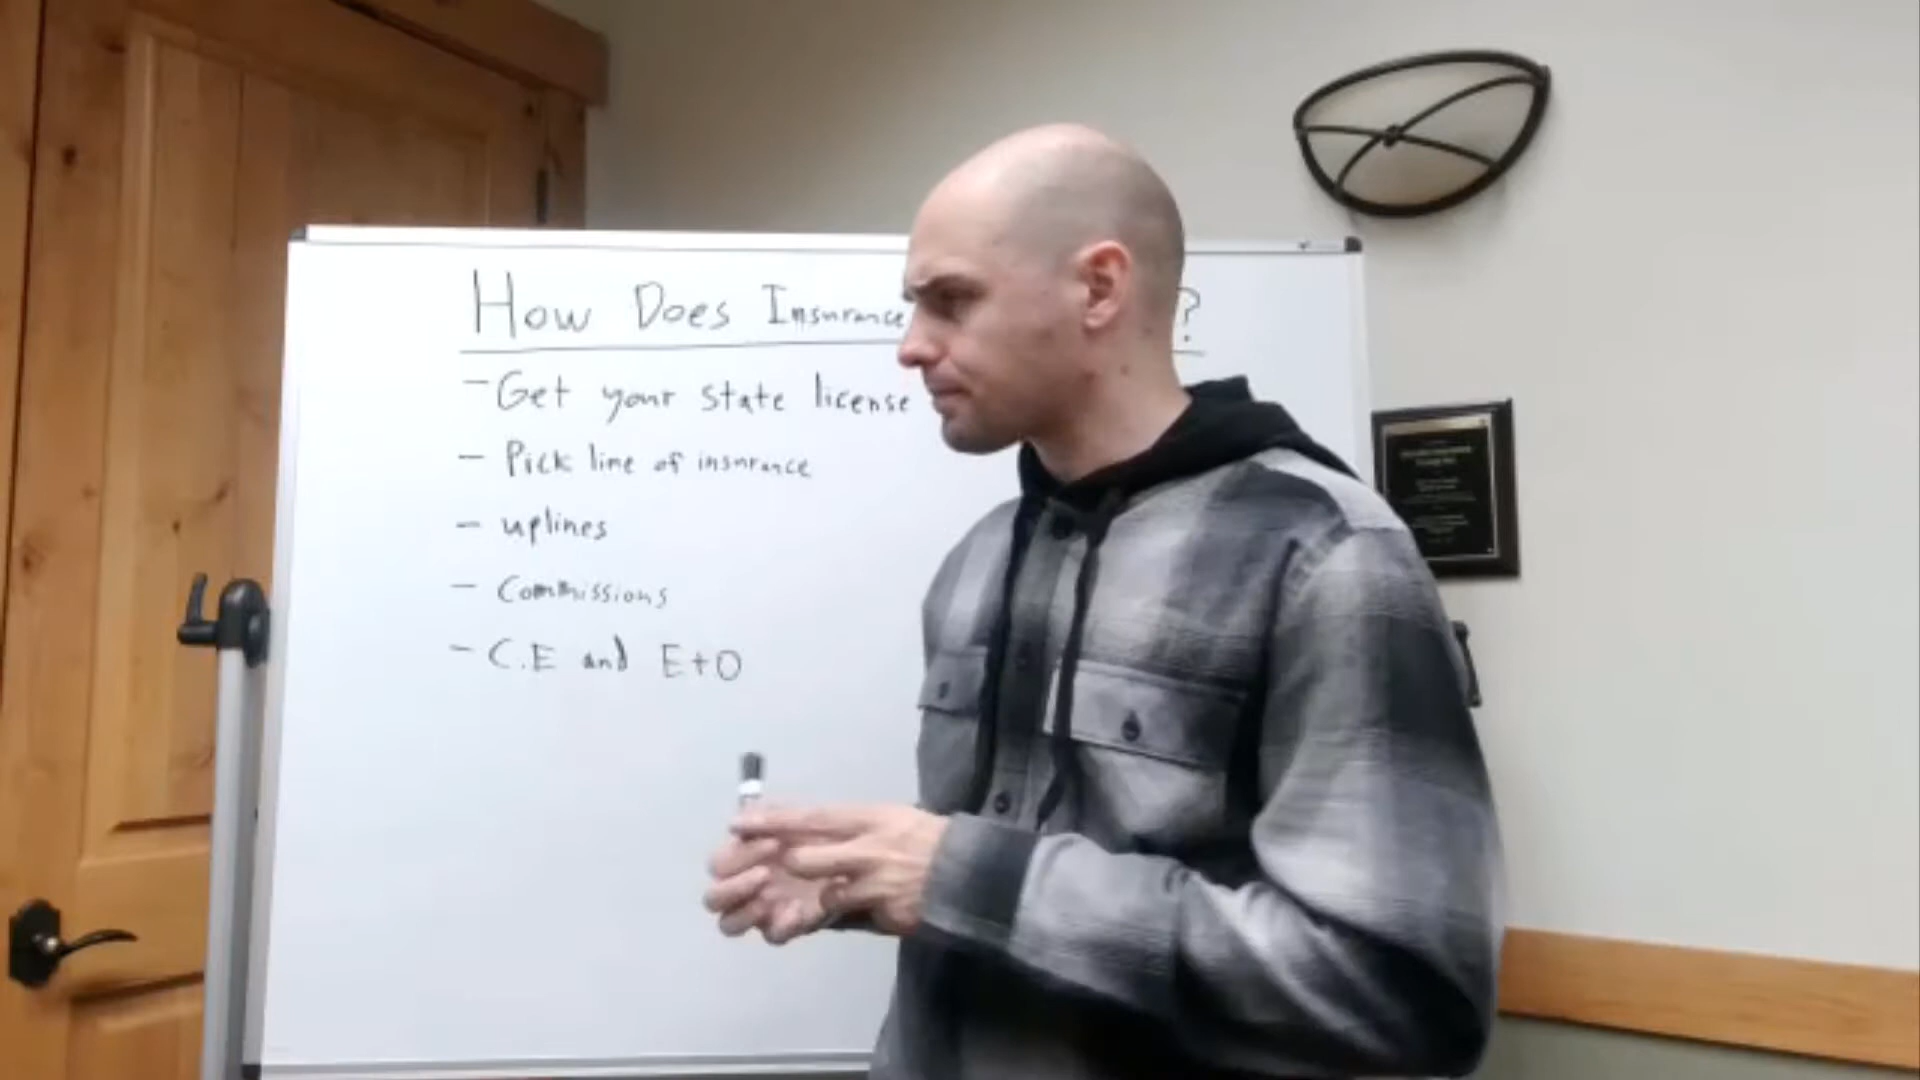 How Does Insurance ?
- Get your state license
- Pick line of insurance
- uplines
- Commissions
- C.E and E+O